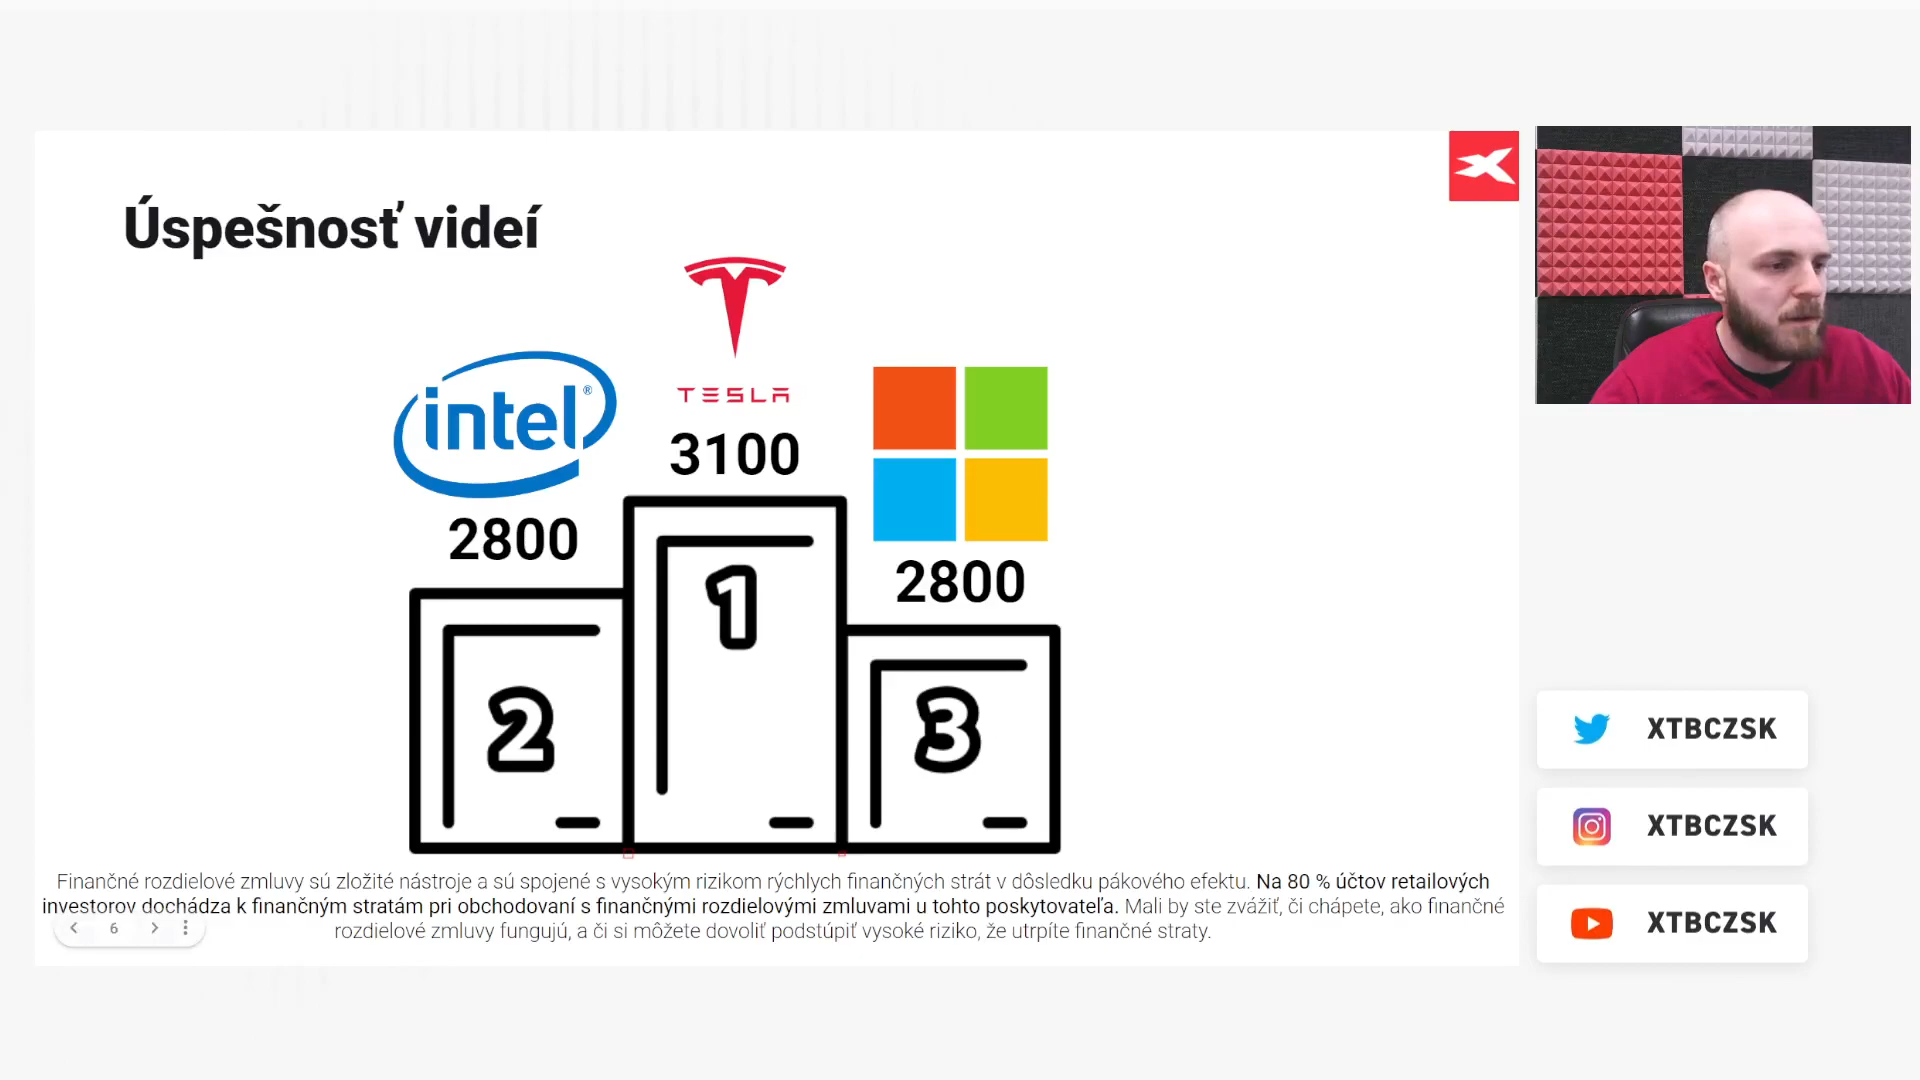 Úspešnosť videí
TESLA
3100
intel®
2800
2800
1
2
3
Finančné rozdielové zmluvy sú zložité nástroje a sú spojené s vysokým rizikom rýchlych finančných strát v dôsledku pákového efektu. Na 80 % účtov retailových
investorov dochádza k finančným stratám pri obchodovaní s finančnými rozdielovými zmluvami u tohto poskytovateľa. Mali by ste zvážiť, či chápete, ako finančné
rozdielové zmluvy fungujú, a či si môžete dovoliť podstúpiť vysoké riziko, že utrpíte finančné straty.
6
XTBCZSK
XTBCZSK
XTBCZSK